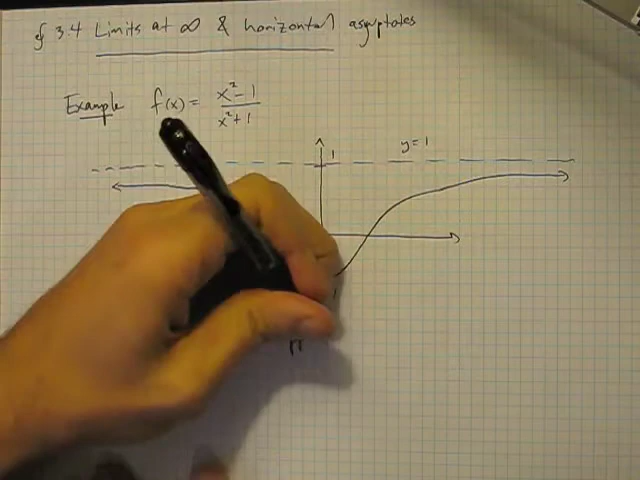 § 3.4 Limits at ∞ & horizontal asymptotes
Example f(x) = x²-1 / x²+1
1 y=1